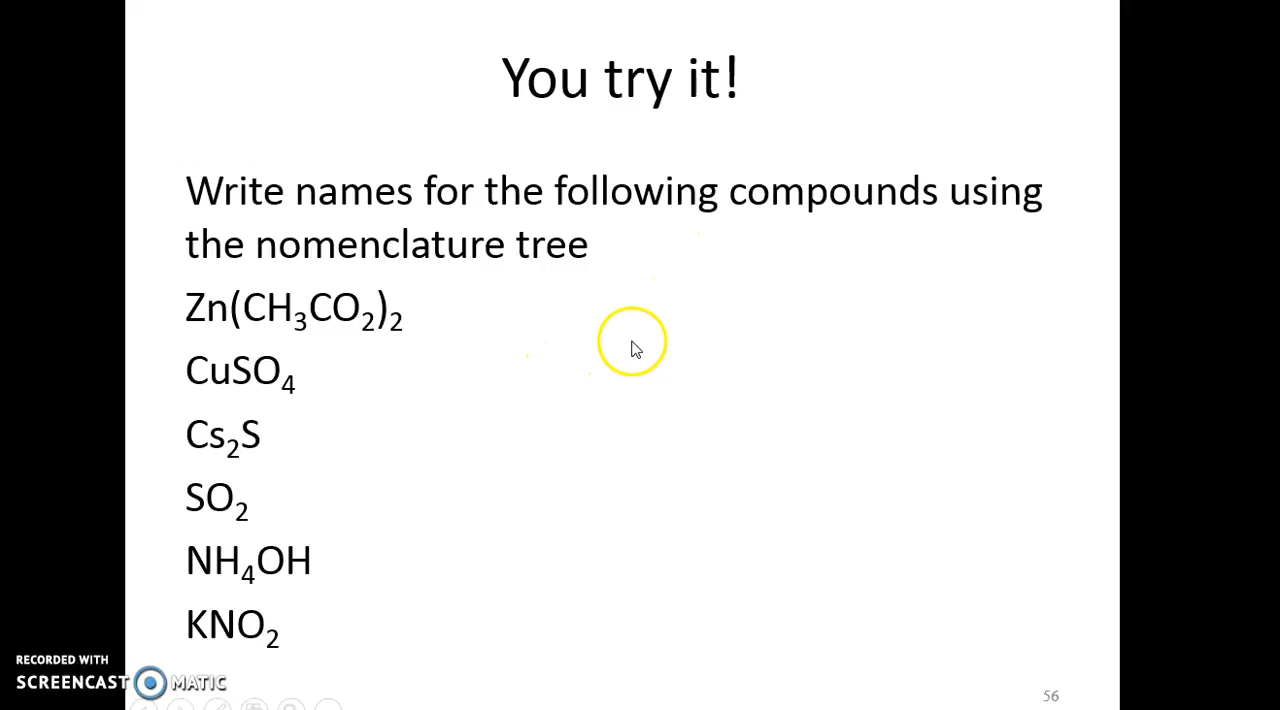 You try it!
Write names for the following compounds using
the nomenclature tree
Zn(CH₃CO₂)₂
CuSO₄
Cs₂S
SO₂
NH₄OH
KNO₂
RECORDED WITH
SCREENCAST MATIC
56